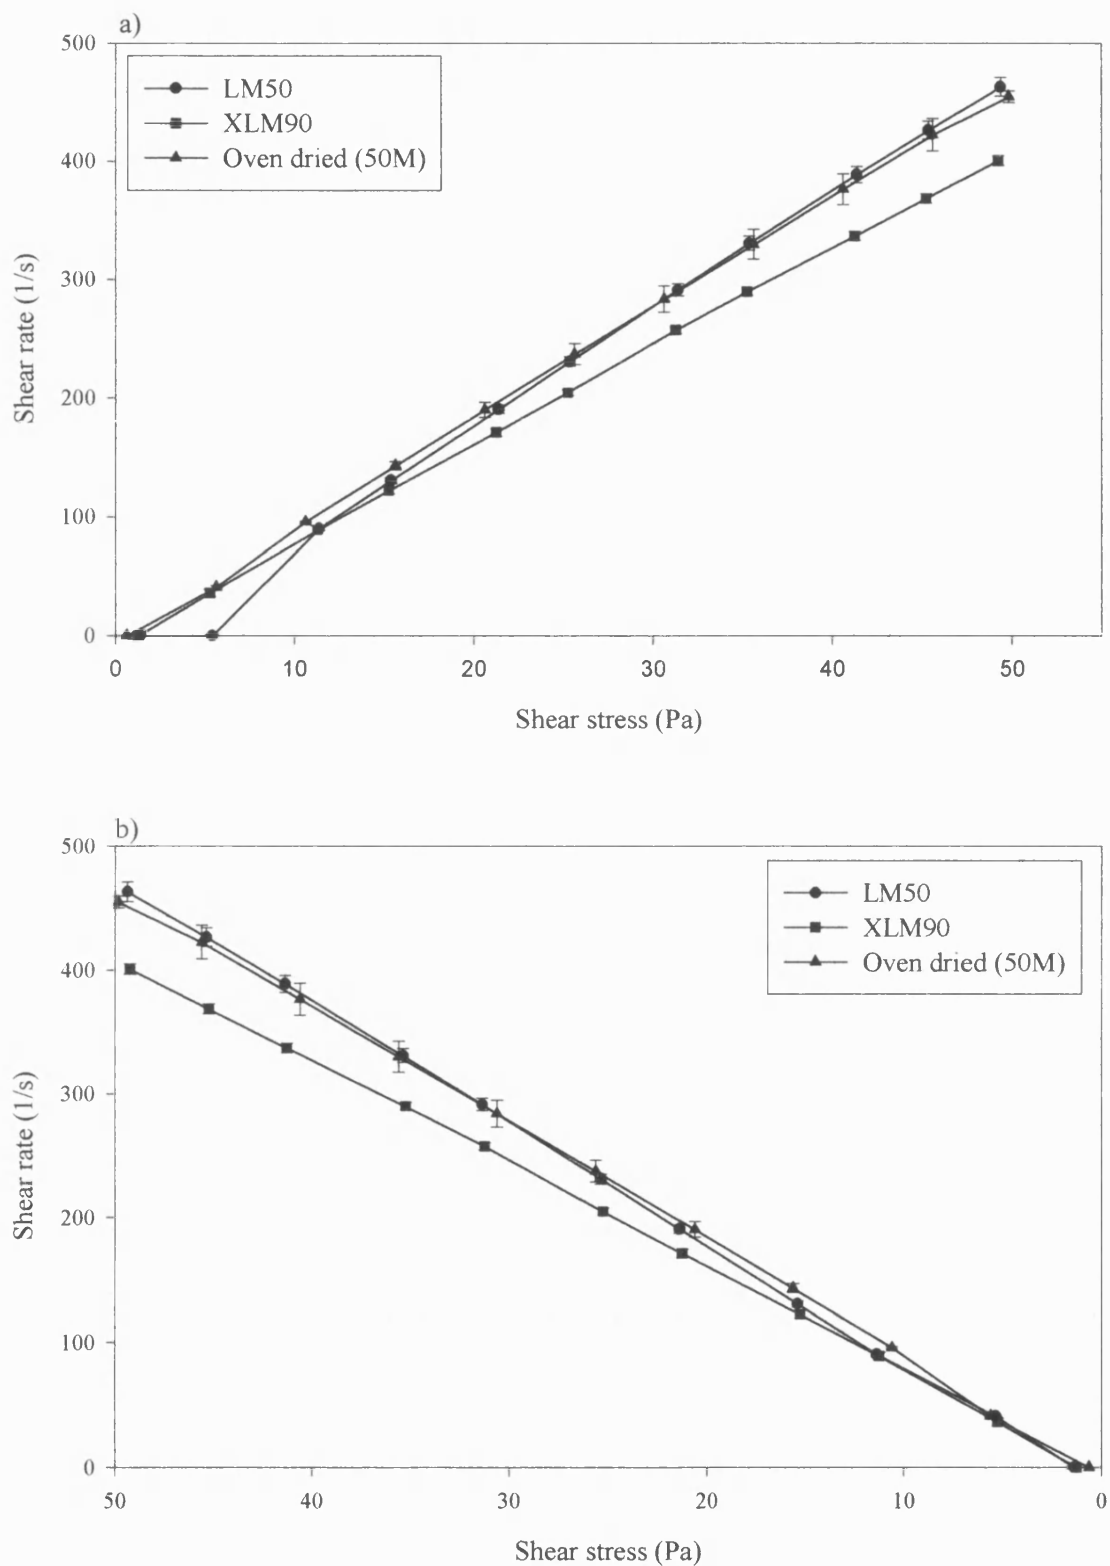 a)
500
400
300
200
100
0
Shear rate (1/s)
LM50
XLM90
Oven dried (50M)
0 10 20 30 40 50
Shear stress (Pa)
b)
500
400
300
200
100
0
Shear rate (1/s)
LM50
XLM90
Oven dried (50M)
50 40 30 20 10 0
Shear stress (Pa)